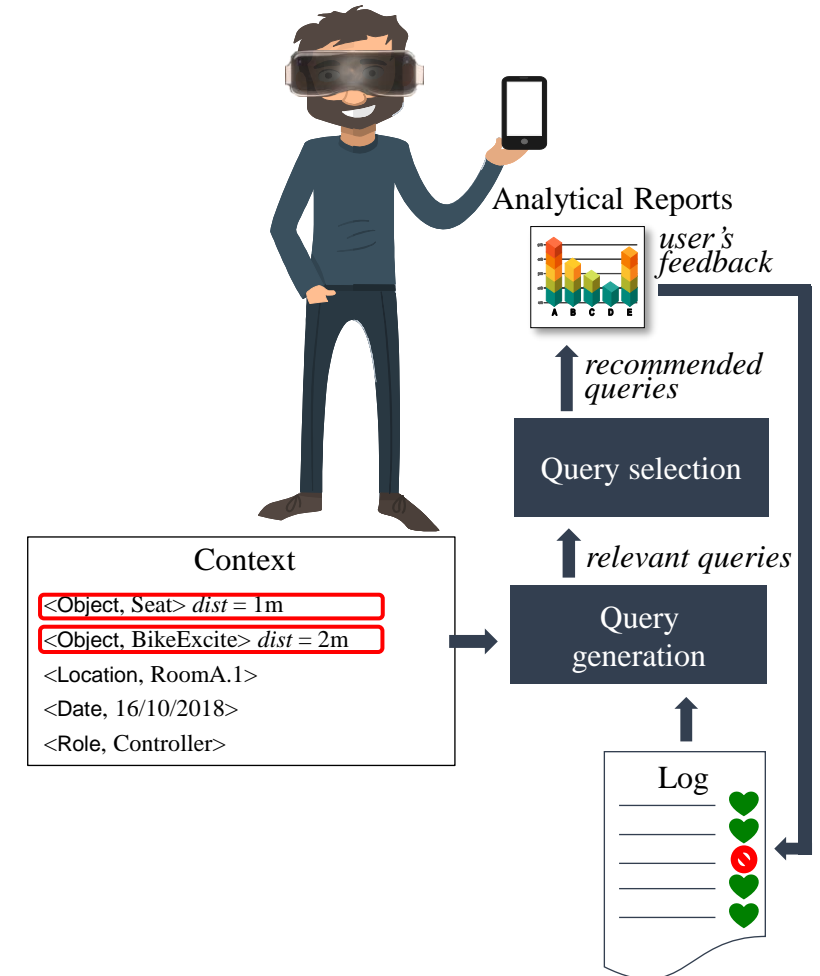 Analytical Reports
user's
feedback
A B C D E
recommended
queries
Query selection
relevant queries
Context
<Object, Seat> dist = 1m
<Object, BikeExcite> dist = 2m
<Location, RoomA.1>
<Date, 16/10/2018>
<Role, Controller>
Query
generation
Log